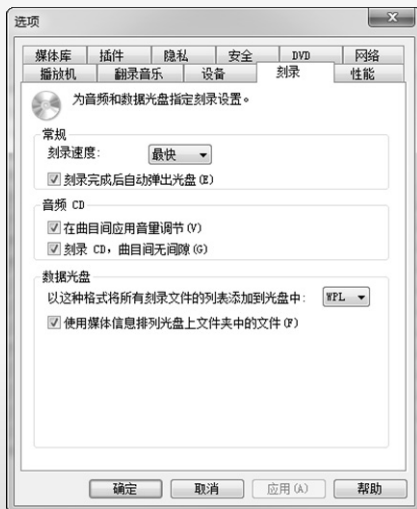 选项
媒体库 插件 隐私 安全 DVD 网络
播放机 翻录音乐 设备 刻录 性能
为音频和数据光盘指定刻录设置。
常规
刻录速度： 最快
刻录完成后自动弹出光盘(E)
音频 CD
在曲目间应用音量调节(V)
刻录 CD，曲目间无间隙(G)
数据光盘
以这种格式将所有刻录文件的列表添加到光盘中： WPL
使用媒体信息排列光盘上文件夹中的文件(F)
确定 取消 应用(A) 帮助